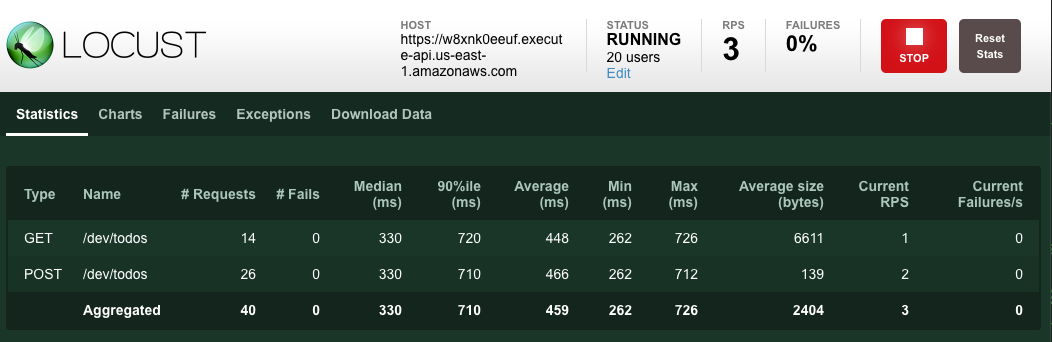 LOCUST
HOST
https://w8xnk0eeuf.execut
e-api.us-east-
1.amazonaws.com
STATUS
RUNNING
20 users
Edit
RPS
3
FAILURES
0%
STOP
Reset
Stats
Statistics Charts Failures Exceptions Download Data
Type Name # Requests # Fails Median (ms) 90%ile (ms) Average (ms) Min (ms) Max (ms) Average size (bytes) Current RPS Current Failures/s
GET /dev/todos 14 0 330 720 448 262 726 6611 1 0
POST /dev/todos 26 0 330 710 466 262 712 139 2 0
Aggregated 40 0 330 710 459 262 726 2404 3 0